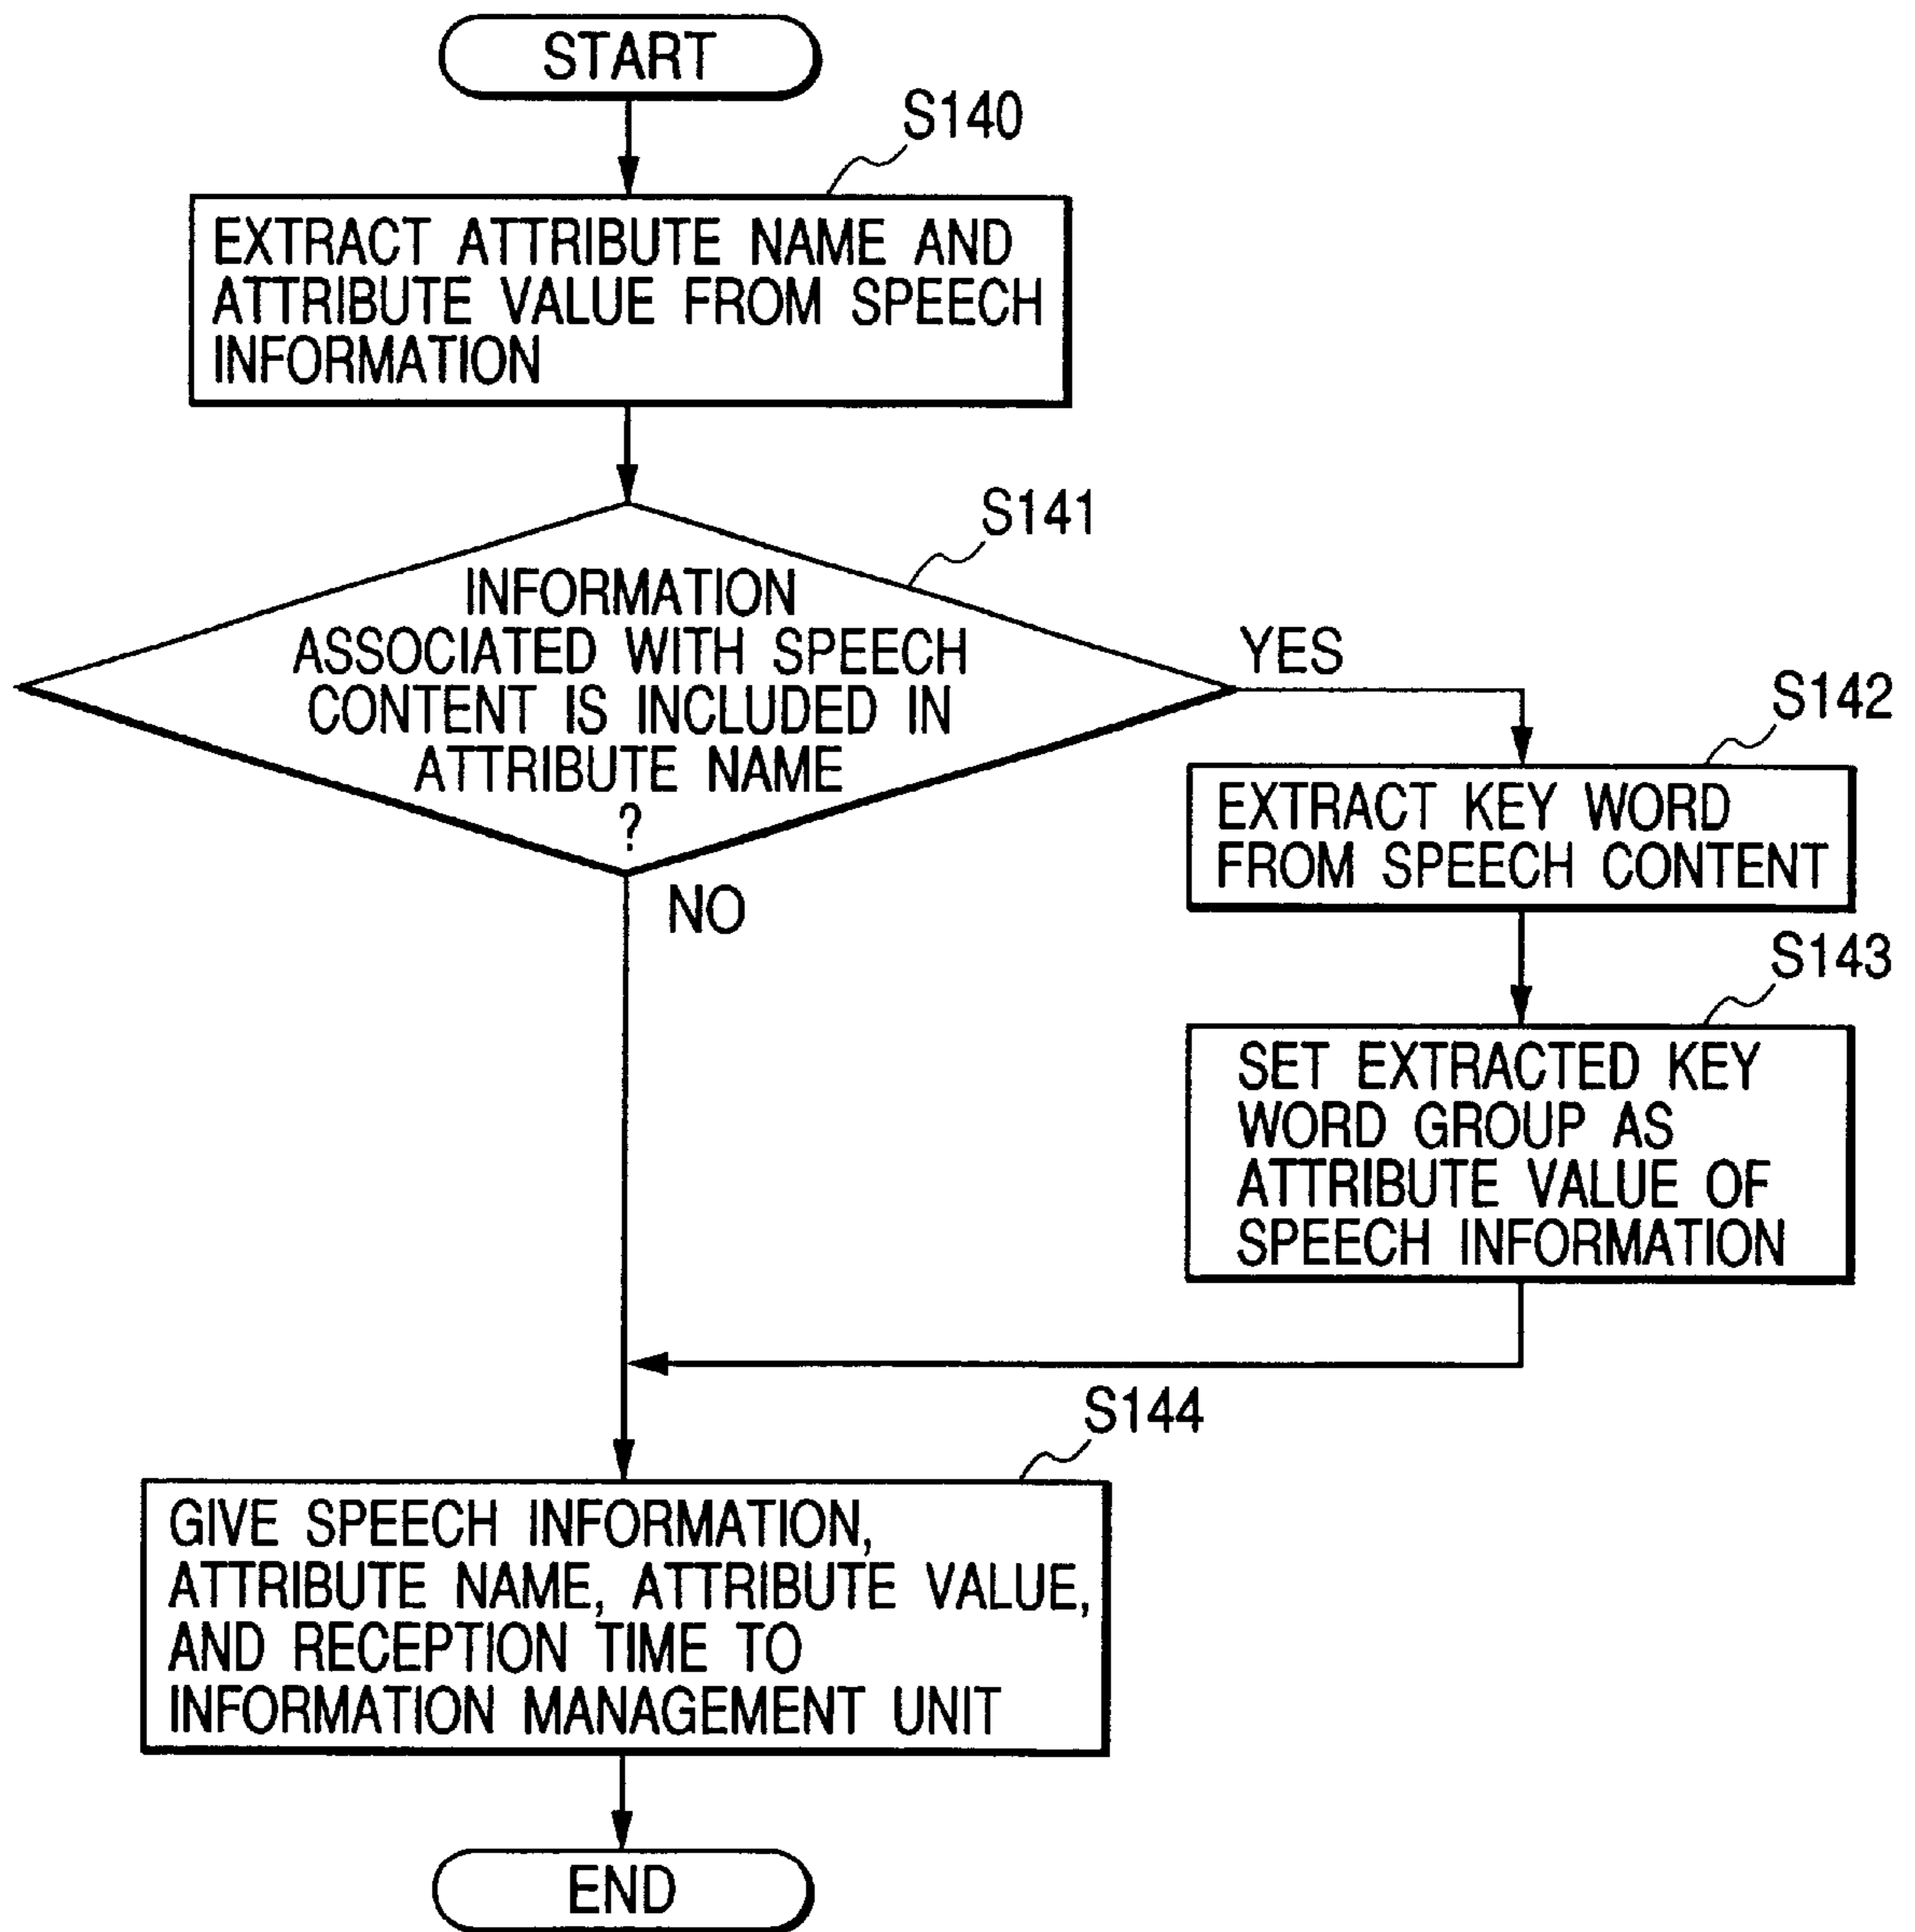 START
S140
EXTRACT ATTRIBUTE NAME AND
ATTRIBUTE VALUE FROM SPEECH
INFORMATION
S141
INFORMATION
ASSOCIATED WITH SPEECH
CONTENT IS INCLUDED IN
ATTRIBUTE NAME
?
YES
NO
S142
EXTRACT KEY WORD
FROM SPEECH CONTENT
S143
SET EXTRACTED KEY
WORD GROUP AS
ATTRIBUTE VALUE OF
SPEECH INFORMATION
S144
GIVE SPEECH INFORMATION,
ATTRIBUTE NAME, ATTRIBUTE VALUE,
AND RECEPTION TIME TO
INFORMATION MANAGEMENT UNIT
END